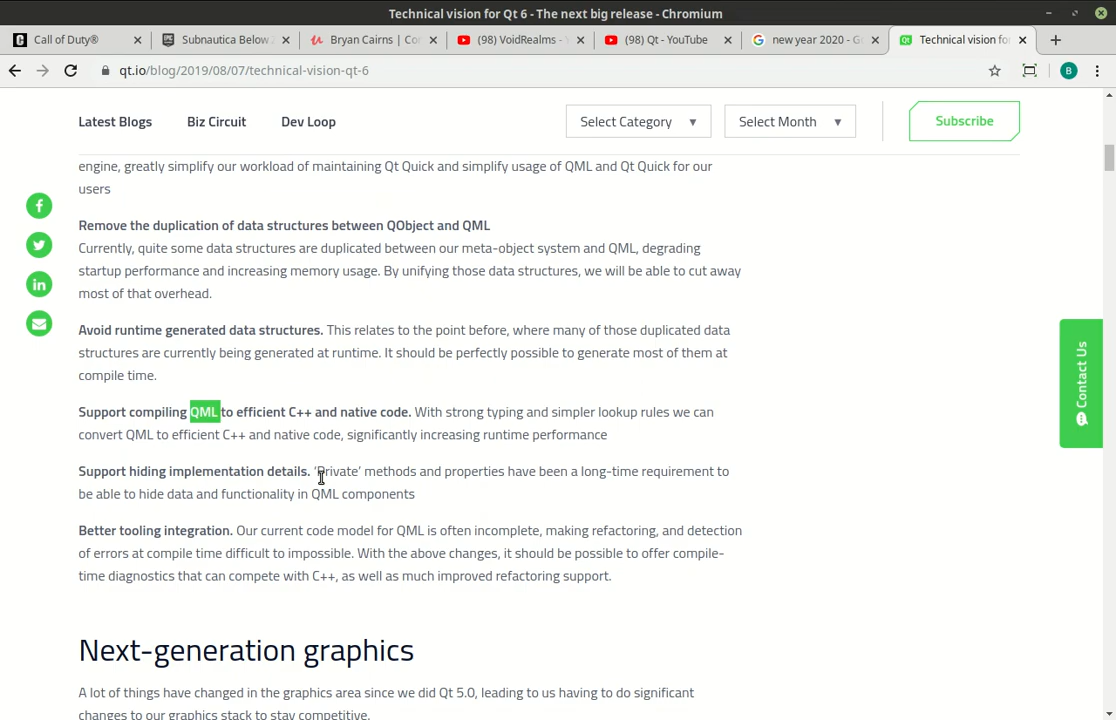 Technical vision for Qt 6 - The next big release - Chromium
Call of Duty®
Subnautica Below
Bryan Cairns | Co
(98) VoidRealms -
(98) Qt - YouTube
new year 2020 - G
Technical vision fo
qt.io/blog/2019/08/07/technical-vision-qt-6
B
Latest Blogs
Biz Circuit
Dev Loop
Select Category
Select Month
Subscribe
engine, greatly simplify our workload of maintaining Qt Quick and simplify usage of QML and Qt Quick for our
users
Remove the duplication of data structures between QObject and QML
Currently, quite some data structures are duplicated between our meta-object system and QML, degrading
startup performance and increasing memory usage. By unifying those data structures, we will be able to cut away
most of that overhead.
Avoid runtime generated data structures. This relates to the point before, where many of those duplicated data
structures are currently being generated at runtime. It should be perfectly possible to generate most of them at
compile time.
Support compiling QML to efficient C++ and native code. With strong typing and simpler lookup rules we can
convert QML to efficient C++ and native code, significantly increasing runtime performance
Support hiding implementation details. ‘Private’ methods and properties have been a long-time requirement to
be able to hide data and functionality in QML components
Better tooling integration. Our current code model for QML is often incomplete, making refactoring, and detection
of errors at compile time difficult to impossible. With the above changes, it should be possible to offer compile-
time diagnostics that can compete with C++, as well as much improved refactoring support.
Contact Us
Next-generation graphics
A lot of things have changed in the graphics area since we did Qt 5.0, leading to us having to do significant
changes to our graphics stack to stay competitive.